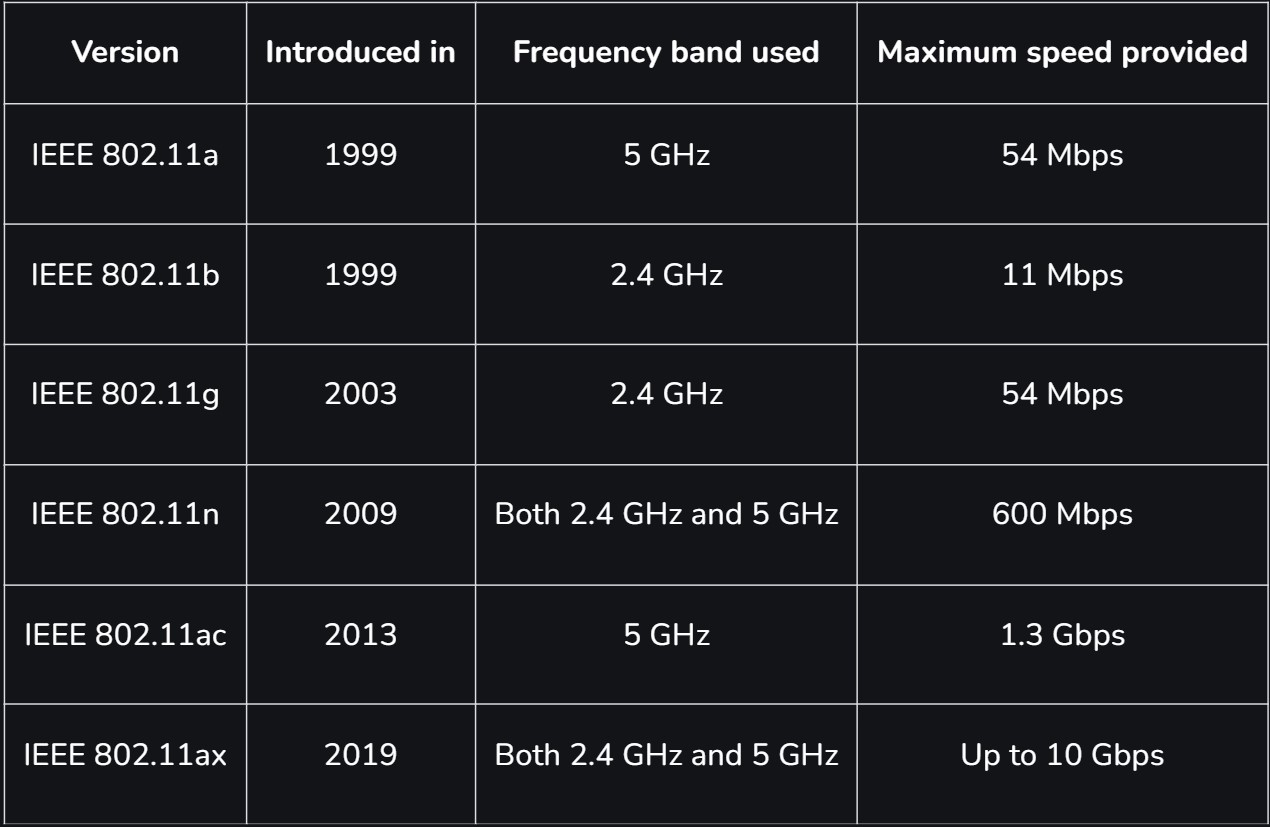 Version Introduced in Frequency band used Maximum speed provided
IEEE 802.11a 1999 5 GHz 54 Mbps
IEEE 802.11b 1999 2.4 GHz 11 Mbps
IEEE 802.11g 2003 2.4 GHz 54 Mbps
IEEE 802.11n 2009 Both 2.4 GHz and 5 GHz 600 Mbps
IEEE 802.11ac 2013 5 GHz 1.3 Gbps
IEEE 802.11ax 2019 Both 2.4 GHz and 5 GHz Up to 10 Gbps